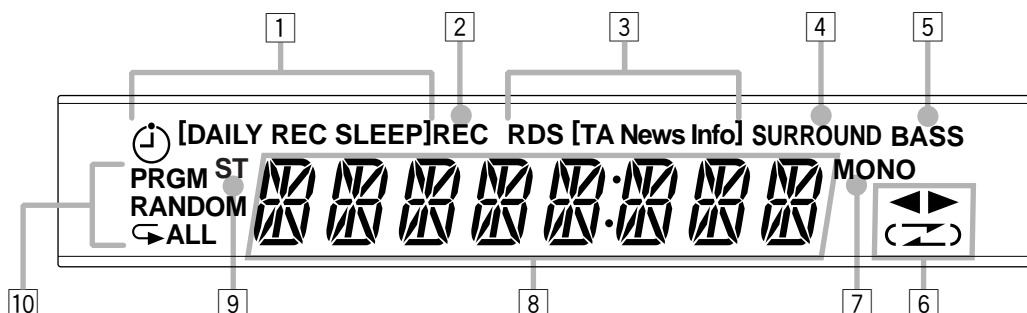 1 2 3 4 5
[DAILY REC SLEEP] REC RDS [TA News Info] SURROUND BASS
PRGM ST MONO
RANDOM
ALL
10 9 8 7 6